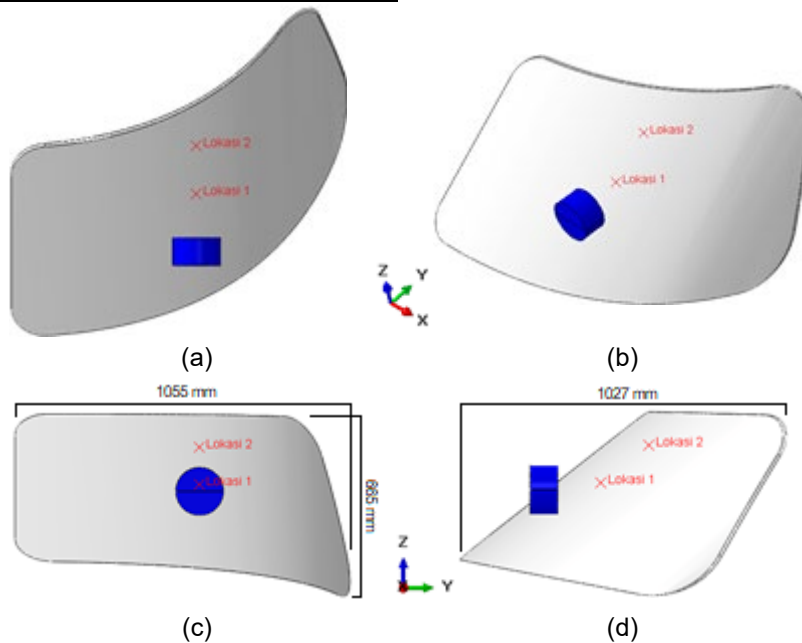 Lokasi 2
Lokasi 1
Lokasi 2
Lokasi 1
Z
Y
X
(a)
(b)
1055 mm
1027 mm
Lokasi 2
Lokasi 1
665 mm
Lokasi 2
Lokasi 1
Z
X
Y
(c)
(d)